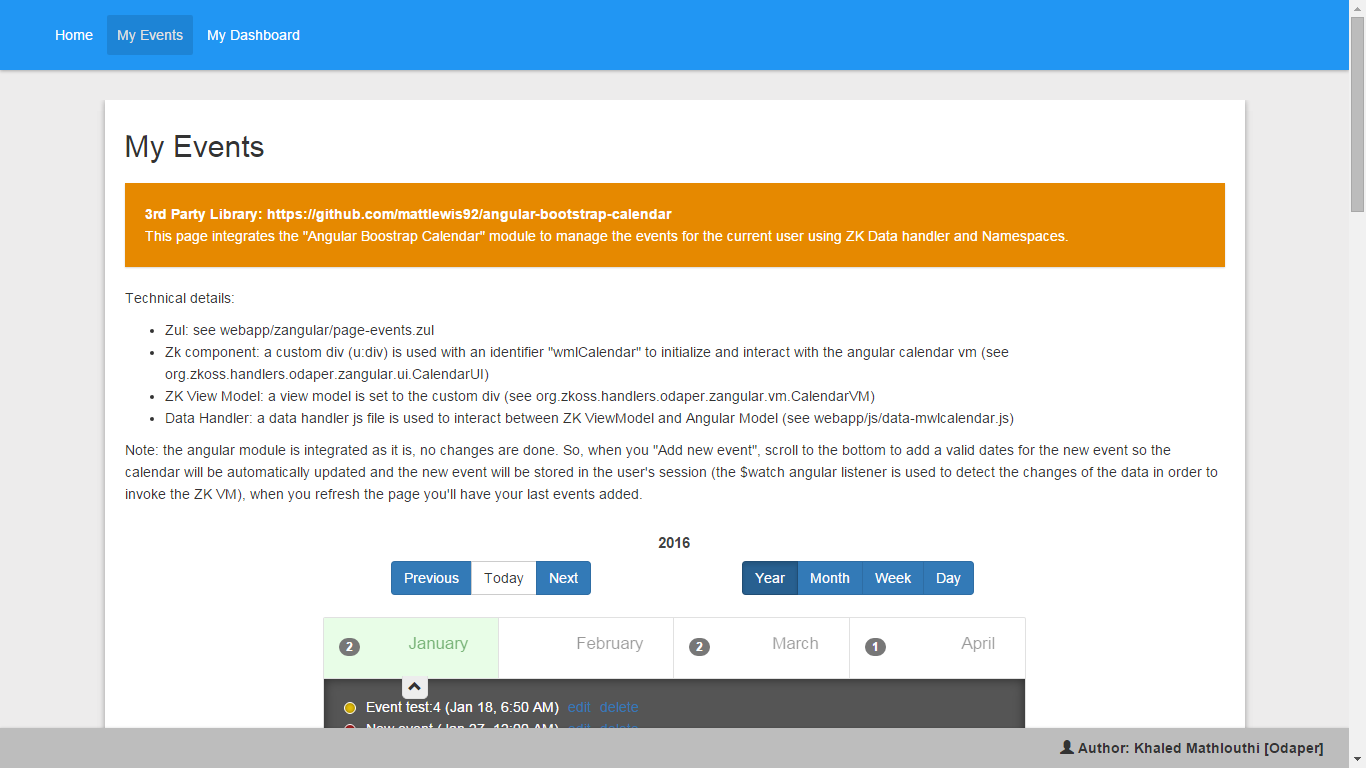 Home My Events My Dashboard
My Events
3rd Party Library: https://github.com/mattlewis92/angular-bootstrap-calendar
This page integrates the "Angular Boostrap Calendar" module to manage the events for the current user using ZK Data handler and Namespaces.
Technical details:
• Zul: see webapp/zangular/page-events.zul
• Zk component: a custom div (u:div) is used with an identifier "wmlCalendar" to initialize and interact with the angular calendar vm (see
org.zkoss.handlers.odaper.zangular.ui.CalendarUI)
• ZK View Model: a view model is set to the custom div (see org.zkoss.handlers.odaper.zangular.vm.CalendarVM)
• Data Handler: a data handler js file is used to interact between ZK ViewModel and Angular Model (see webapp/js/data-mwlcalendar.js)
Note: the angular module is integrated as it is, no changes are done. So, when you "Add new event", scroll to the bottom to add a valid dates for the new event so the
calendar will be automatically updated and the new event will be stored in the user's session (the $watch angular listener is used to detect the changes of the data in order to
invoke the ZK VM), when you refresh the page you'll have your last events added.
2016
Previous Today Next Year Month Week Day
2 January February 2 March 1 April
Event test:4 (Jan 18, 6:50 AM) edit delete
New event (Jan 27, 12:00 AM) edit delete
Author: Khaled Mathlouthi [Odaper]